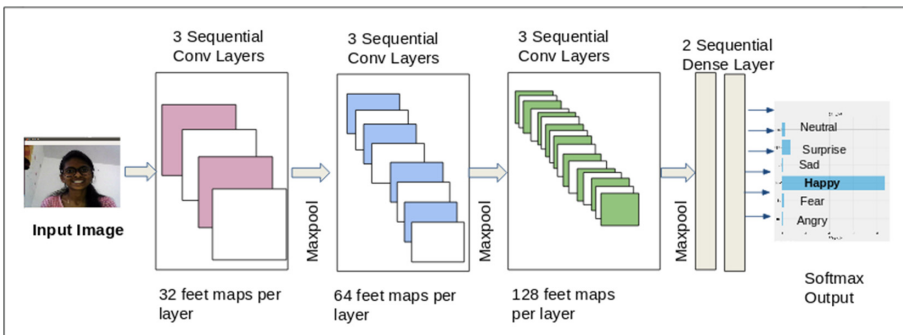 3 Sequential
Conv Layers
3 Sequential
Conv Layers
3 Sequential
Conv Layers
2 Sequential
Dense Layer
Input Image
Maxpool
Maxpool
Maxpool
Neutral
Surprise
Sad
Happy
Fear
Angry
32 feet maps per
layer
64 feet maps per
layer
128 feet maps
per layer
Softmax
Output